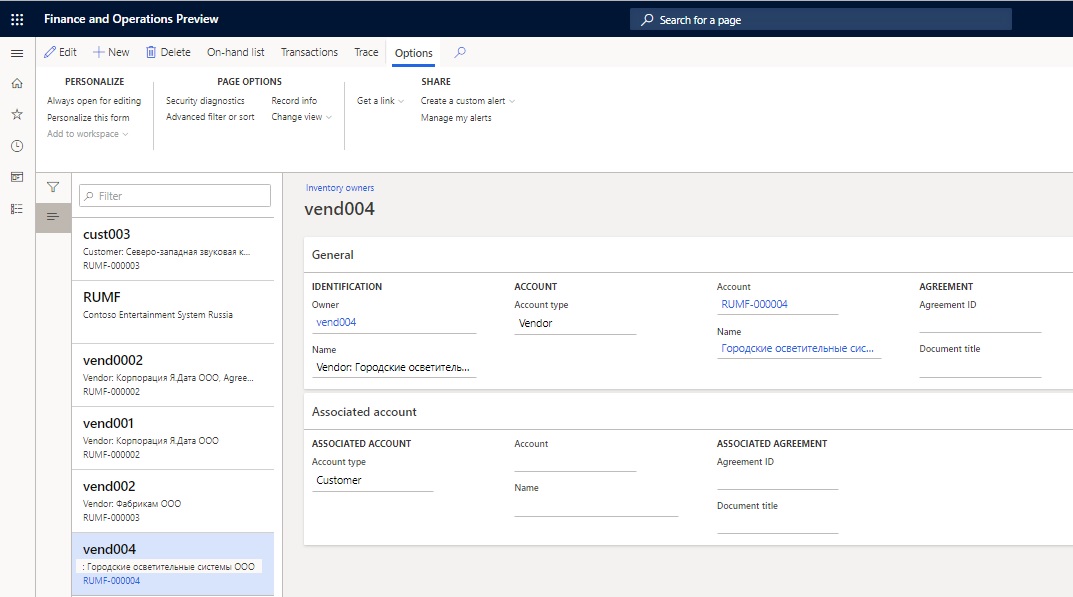 Finance and Operations Preview
Search for a page
Edit
New
Delete
On-hand list
Transactions
Trace
Options
PERSONALIZE
Always open for editing
Personalize this form
Add to workspace
PAGE OPTIONS
Security diagnostics
Advanced filter or sort
Record info
Change view
Get a link
SHARE
Create a custom alert
Manage my alerts
Filter
cust003
Customer: Северо-западная звуковая к...
RUMF-000003
RUMF
Contoso Entertainment System Russia
vend0002
Vendor: Корпорация Я.Дата ООО, Agree...
RUMF-000002
vend001
Vendor: Корпорация Я.Дата ООО
RUMF-000002
vend002
Vendor: Фабрикам ООО
RUMF-000003
vend004
: Городские осветительные системы ООО
RUMF-000004
Inventory owners
vend004
General
IDENTIFICATION
Owner
vend004
Name
Vendor: Городские осветитель...
ACCOUNT
Account type
Vendor
Account
RUMF-000004
Name
Городские осветительные сис...
AGREEMENT
Agreement ID
Document title
Associated account
ASSOCIATED ACCOUNT
Account type
Customer
Account
Name
ASSOCIATED AGREEMENT
Agreement ID
Document title